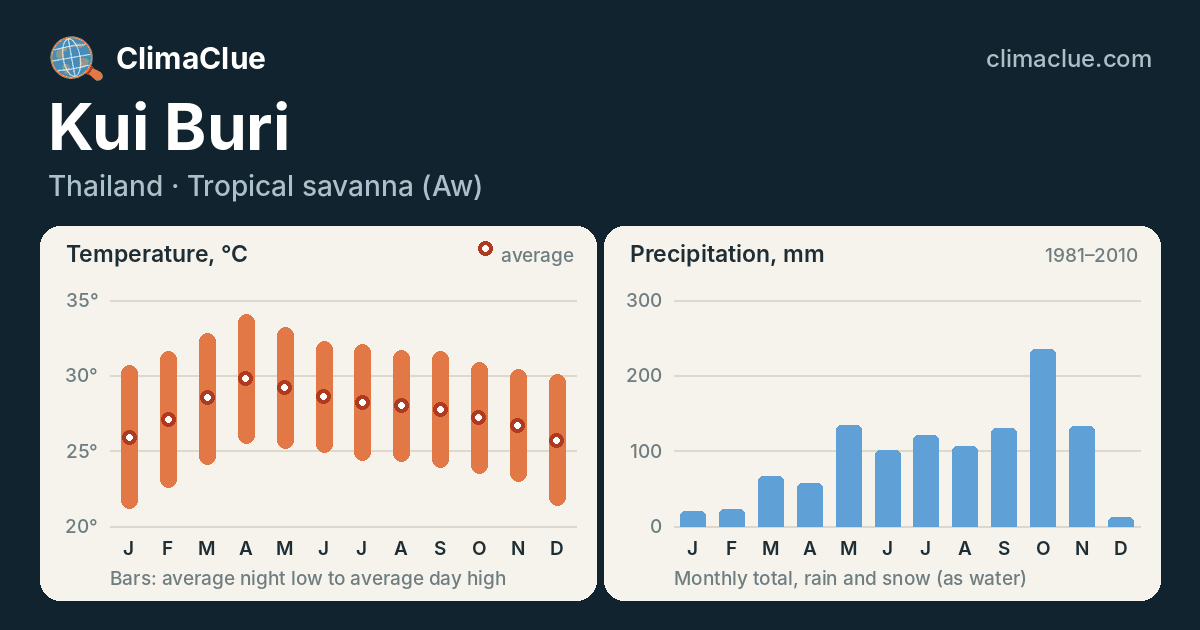 ClimaClue
climaclue.com
Kui Buri
Thailand · Tropical savanna (Aw)
Temperature, °C
average
35°
30°
25°
20°
J F M A M J J A S O N D
Bars: average night low to average day high
Precipitation, mm
1981–2010
300
200
100
0
J F M A M J J A S O N D
Monthly total, rain and snow (as water)